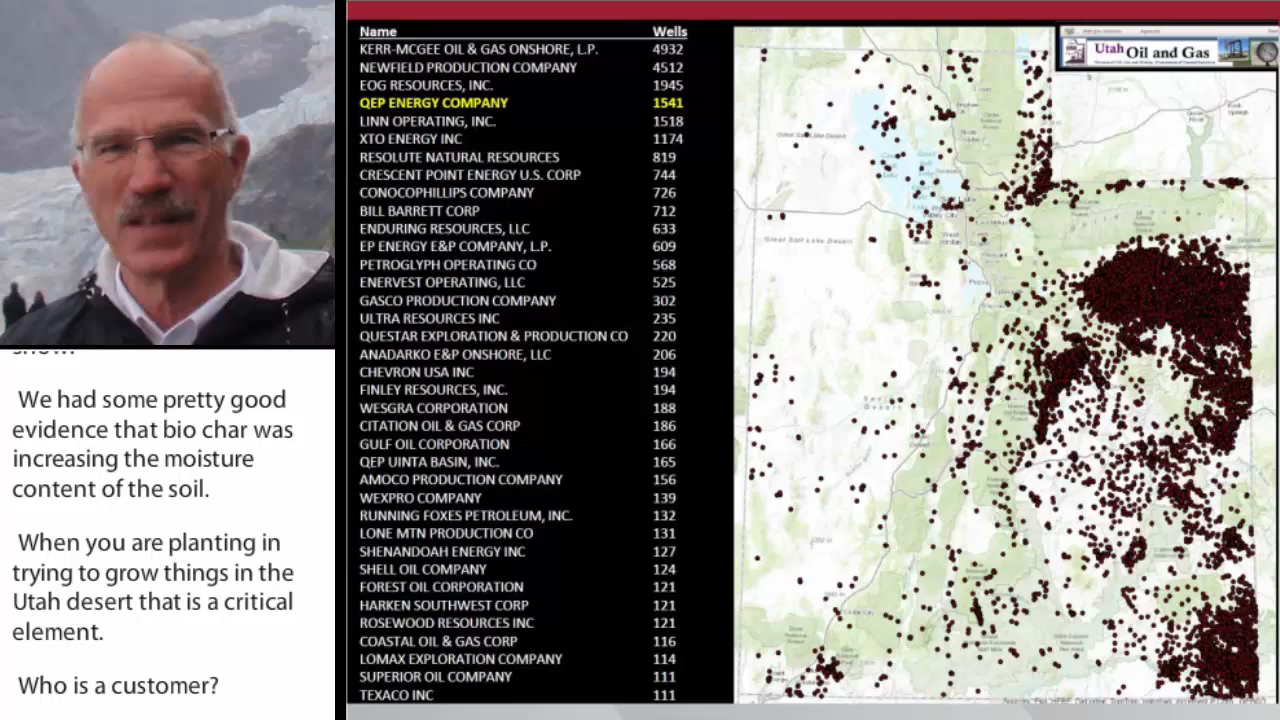 We had some pretty good
evidence that bio char was
increasing the moisture
content of the soil.
When you are planting in
trying to grow things in the
Utah desert that is a critical
element.
Who is a customer?
Name Wells
KERR-MCGEE OIL & GAS ONSHORE, L.P. 4932
NEWFIELD PRODUCTION COMPANY 4512
EOG RESOURCES, INC. 1945
QEP ENERGY COMPANY 1541
LINN OPERATING, INC. 1518
XTO ENERGY INC 1174
RESOLUTE NATURAL RESOURCES 819
CRESCENT POINT ENERGY U.S. CORP 744
CONOCOPHILLIPS COMPANY 726
BILL BARRETT CORP 712
ENDURING RESOURCES, LLC 633
EP ENERGY E&P COMPANY, L.P. 609
PETROGLYPH OPERATING CO 568
ENERVEST OPERATING, LLC 525
GASCO PRODUCTION COMPANY 302
ULTRA RESOURCES INC 235
QUESTAR EXPLORATION & PRODUCTION CO 220
ANADARKO E&P ONSHORE, LLC 206
CHEVRON USA INC 194
FINLEY RESOURCES, INC. 194
WESGRA CORPORATION 188
CITATION OIL & GAS CORP 186
GULF OIL CORPORATION 166
QEP UINTA BASIN, INC. 165
AMOCO PRODUCTION COMPANY 156
WEXPRO COMPANY 139
RUNNING FOXES PETROLEUM, INC. 132
LONE MTN PRODUCTION CO 131
SHENANDOAH ENERGY INC 127
SHELL OIL COMPANY 124
FOREST OIL CORPORATION 121
HARKEN SOUTHWEST CORP 121
ROSEWOOD RESOURCES INC 121
COASTAL OIL & GAS CORP 116
LOMAX EXPLORATION COMPANY 114
SUPERIOR OIL COMPANY 111
TEXACO INC 111
Utah Oil and Gas
Great Salt Lake Desert